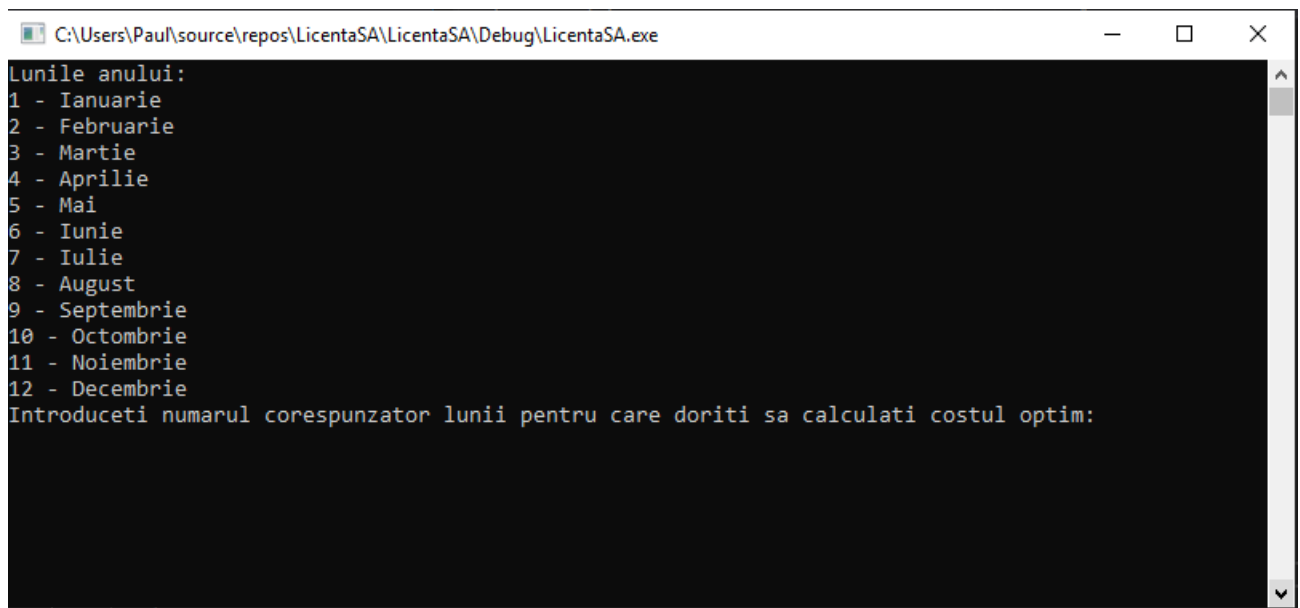 C:\Users\Paul\source\repos\LicentaSA\LicentaSA\Debug\LicentaSA.exe
Lunile anului:
1 - Ianuarie
2 - Februarie
3 - Martie
4 - Aprilie
5 - Mai
6 - Iunie
7 - Iulie
8 - August
9 - Septembrie
10 - Octombrie
11 - Noiembrie
12 - Decembrie
Introduceti numarul corespunzator lunii pentru care doriti sa calculati costul optim: